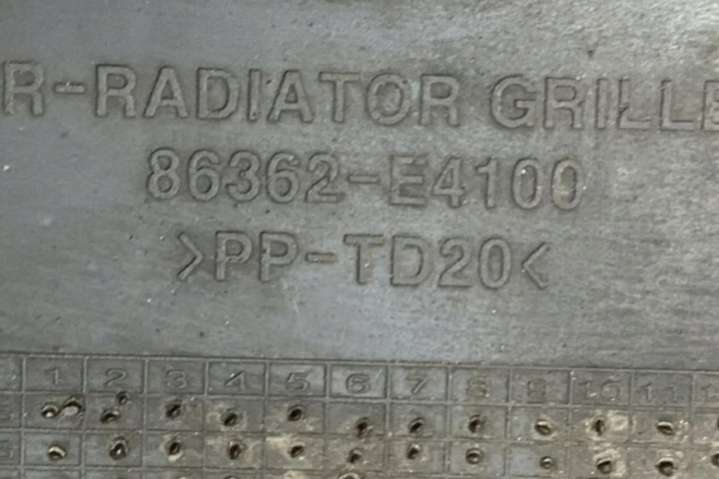 R-RADIATOR GRILLE
86362-E4100
>PP-TD20<
1 2 3 4 5 6 7 8 9 10 11